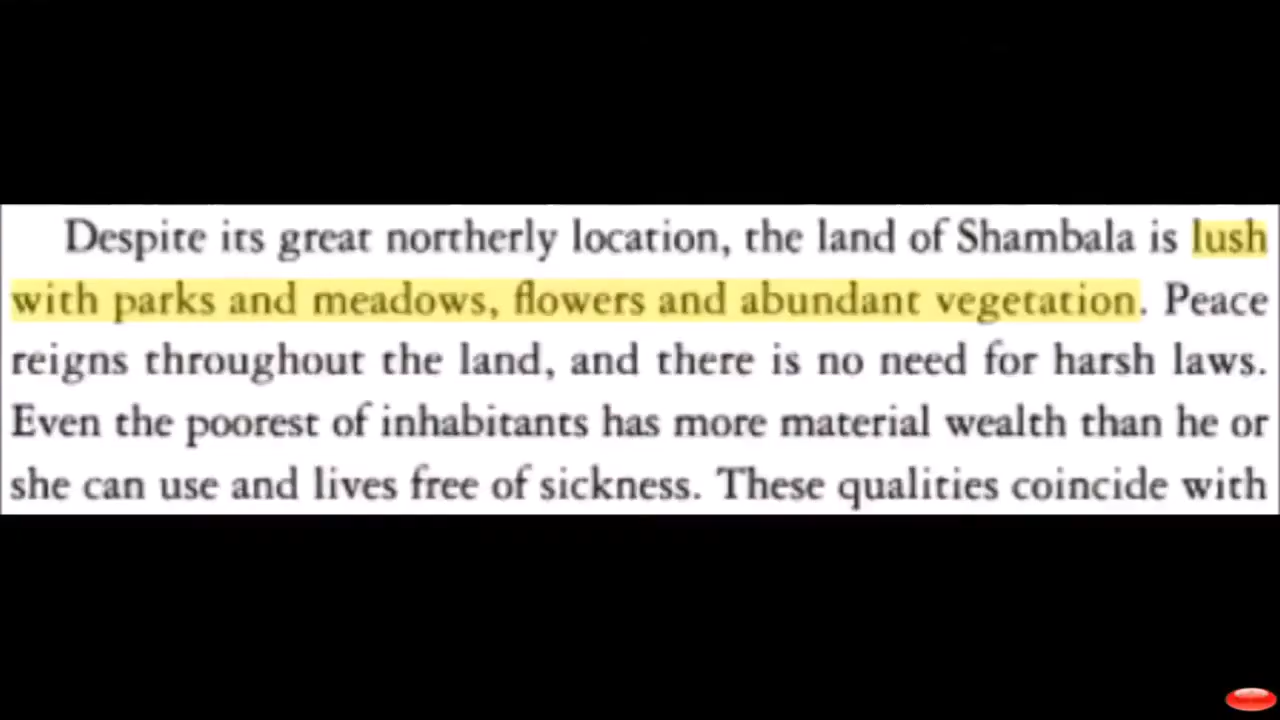 Despite its great northerly location, the land of Shambala is lush
with parks and meadows, flowers and abundant vegetation. Peace
reigns throughout the land, and there is no need for harsh laws.
Even the poorest of inhabitants has more material wealth than he or
she can use and lives free of sickness. These qualities coincide with